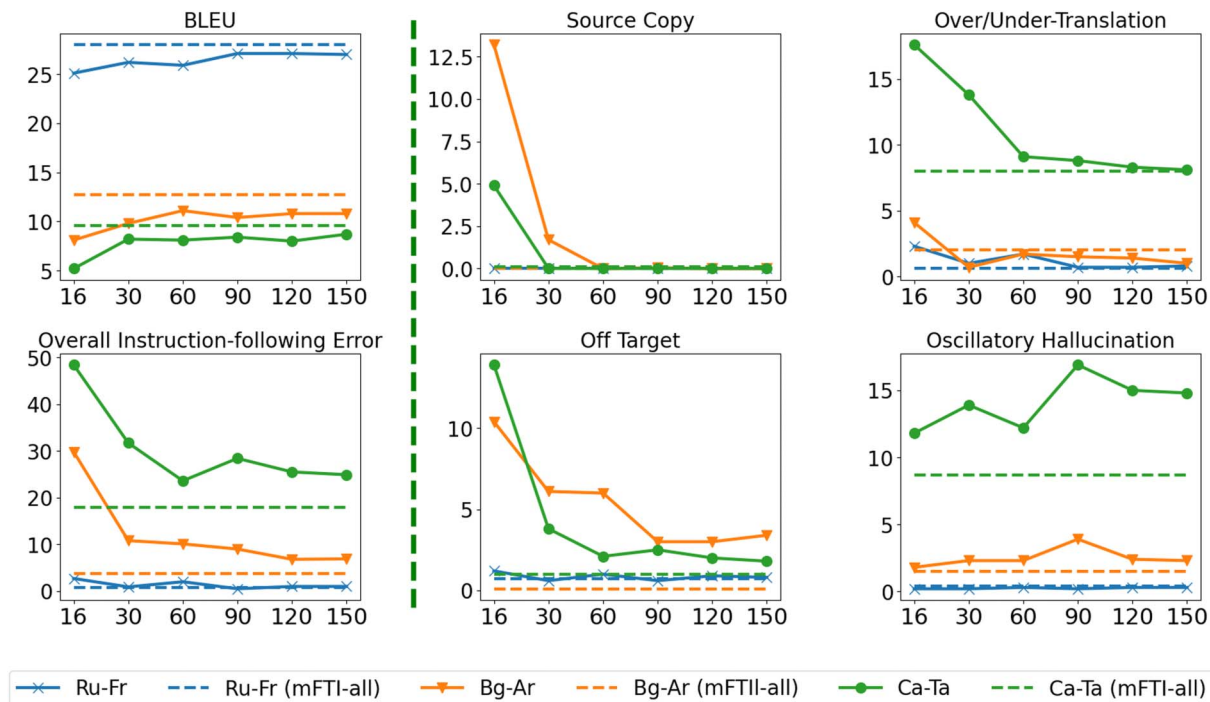 BLEU
25
20
15
10
5
16 30 60 90 120 150
Source Copy
12.5
10.0
7.5
5.0
2.5
0.0
16 30 60 90 120 150
Over/Under-Translation
15
10
5
0
16 30 60 90 120 150
Overall Instruction-following Error
50
40
30
20
10
0
16 30 60 90 120 150
Off Target
10
5
0
16 30 60 90 120 150
Oscillatory Hallucination
15
10
5
0
16 30 60 90 120 150
Ru-Fr Ru-Fr (mFTI-all) Bg-Ar Bg-Ar (mFTII-all) Ca-Ta Ca-Ta (mFTI-all)